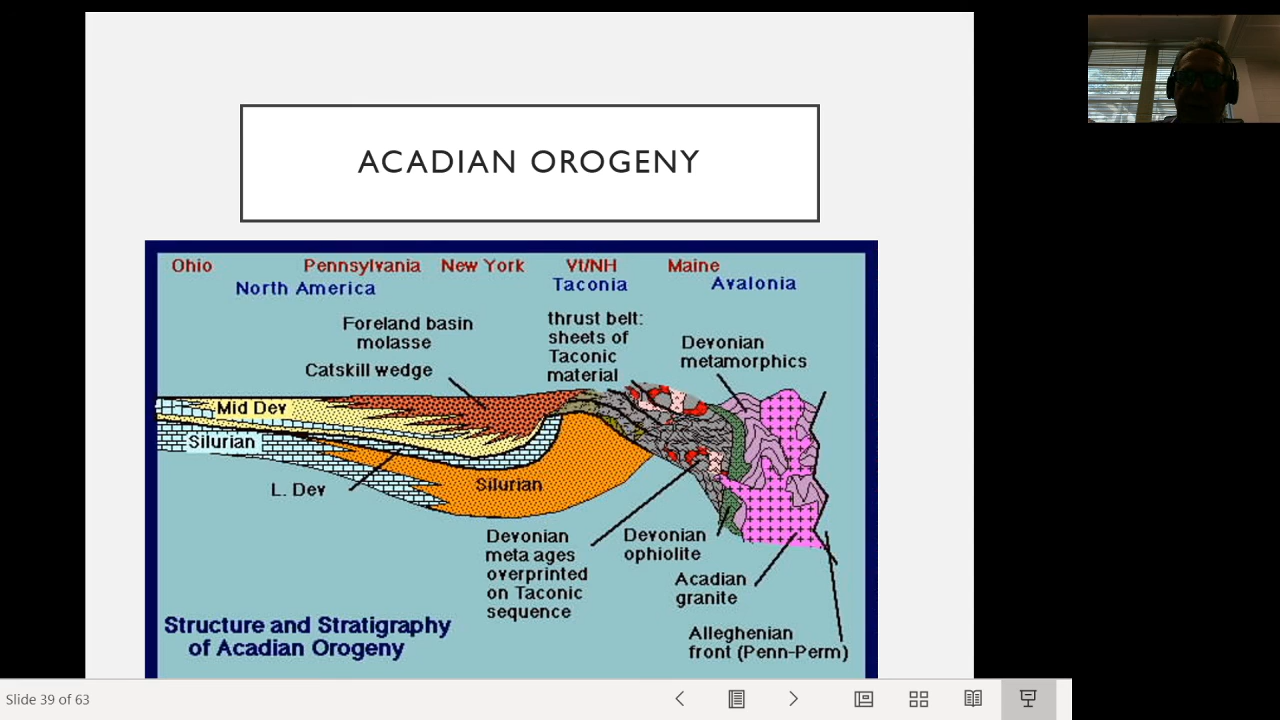 ACADIAN OROGENY
Ohio
Pennsylvania
New York
Vt/NH
Maine
North America
Taconia
Avalonia
Foreland basin
molasse
Catskill wedge
thrust belt:
sheets of
Taconic
material
Devonian
metamorphics
Mid Dev
Silurian
L. Dev
Silurian
Devonian
meta ages
overprinted
on Taconic
sequence
Devonian
ophiolite
Acadian
granite
Alleghenian
front (Penn-Perm)
Structure and Stratigraphy
of Acadian Orogeny
Slide 39 of 63